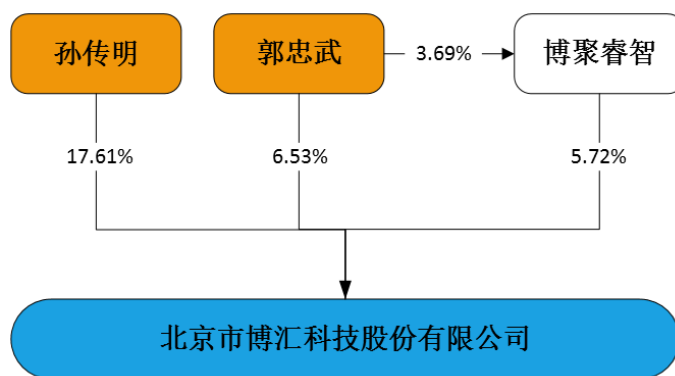 孙传明
郭忠武
3.69%
博聚睿智
17.61%
6.53%
5.72%
北京市博汇科技股份有限公司